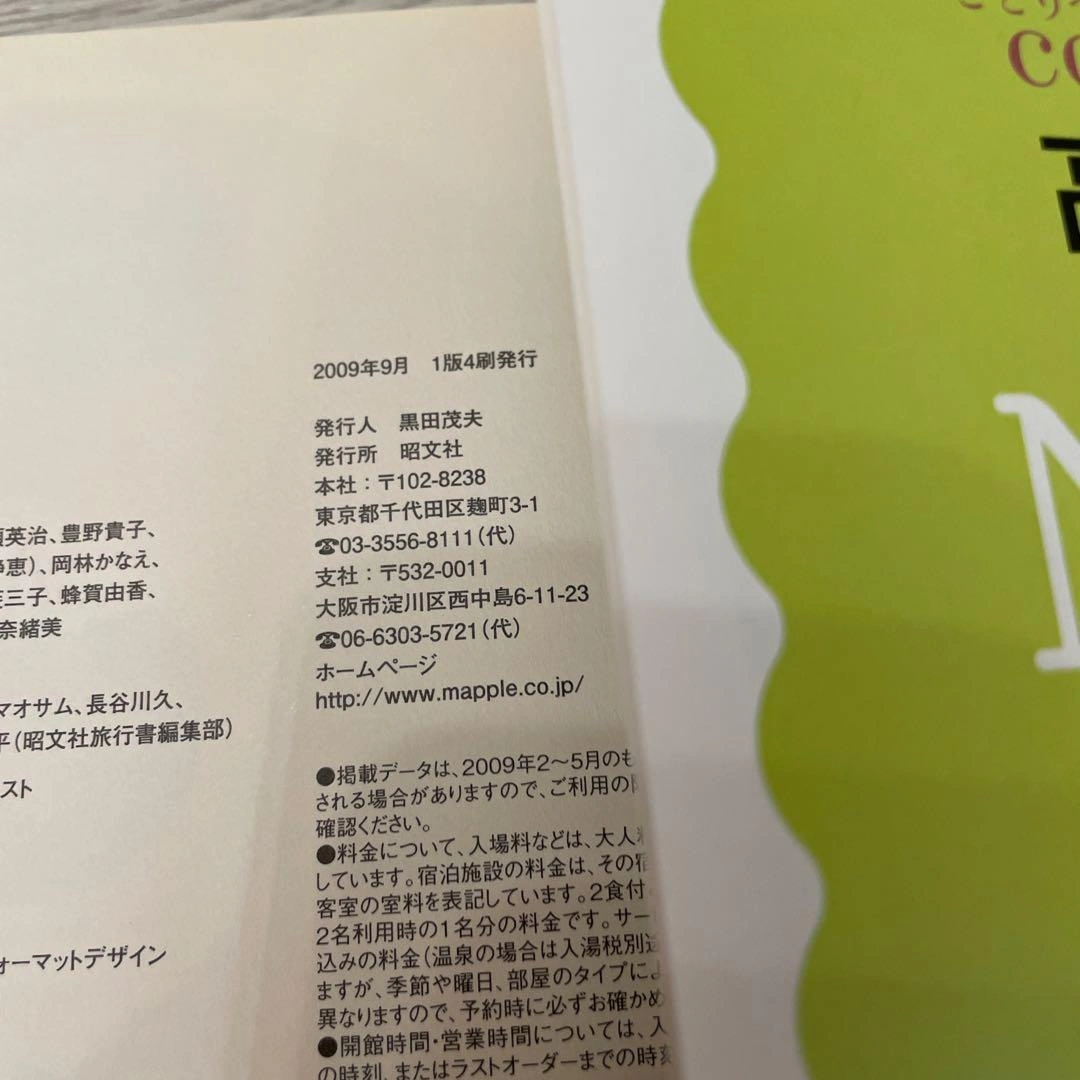 英治、豊野貴子、
恵)、岡林かなえ、
三子、蜂賀由香、
奈緒美
マオサム、長谷川久、
平(昭文社旅行書編集部)
スト
ォーマットデザイン
2009年9月 1版4刷発行
発行人 黒田茂夫
発行所 昭文社
本社:〒102-8238
東京都千代田区麹町3-1
☎03-3556-8111(代)
支社:〒532-0011
大阪市淀川区西中島6-11-23
☎06-6303-5721(代)
ホームページ
http://www.mapple.co.jp/
●掲載データは、2009年2〜5月のも
される場合がありますので、ご利用の
確認ください。
●料金について、入場料などは、大人
しています。宿泊施設の料金は、その
客室の室料を表記しています。2食付
2名利用時の1名分の料金です。サー
込みの料金(温泉の場合は入湯税別
ますが、季節や曜日、部屋のタイプによ
異なりますので、予約時に必ずお確かめ
●開館時間・営業時間については、入
の時刻、またはラストオーダーまでの時刻
ことり
co
N